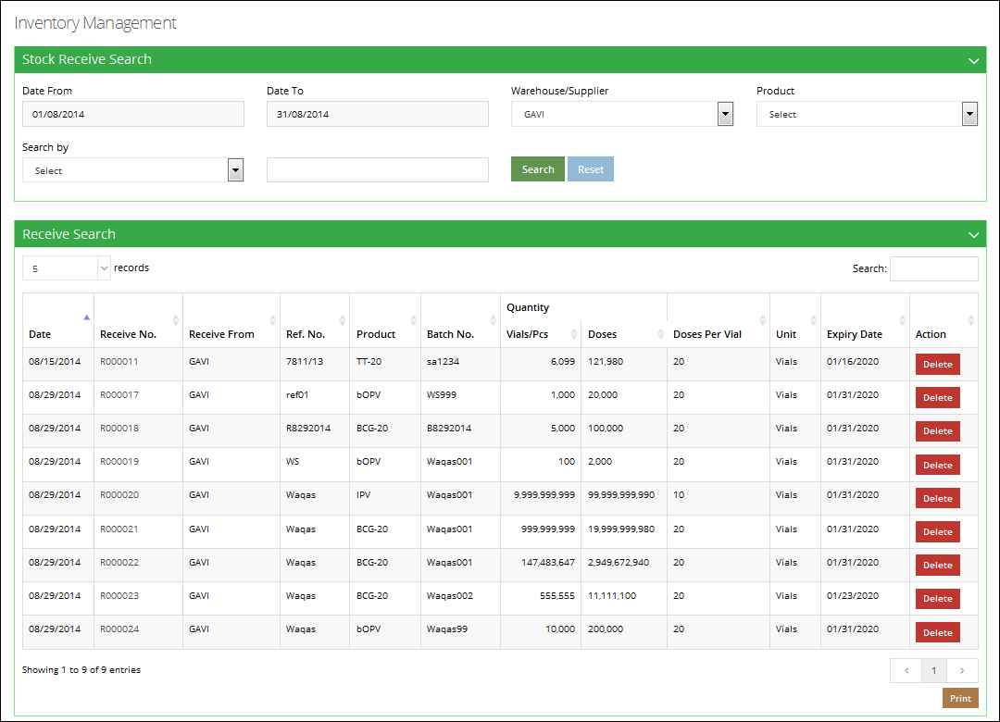 Inventory Management
Stock Receive Search
Date From Date To Warehouse/Supplier Product
01/08/2014 31/08/2014 GAVI Select
Search by
Select Search Reset
Receive Search
5 records Search:
Quantity
Date Receive No. Receive From Ref. No. Product Batch No. Vials/Pcs Doses Doses Per Vial Unit Expiry Date Action
08/15/2014 R000011 GAVI 7811/13 TT-20 sa1234 6,099 121,980 20 Vials 01/16/2020 Delete
08/29/2014 R000017 GAVI ref01 bOPV WS999 1,000 20,000 20 Vials 01/31/2020 Delete
08/29/2014 R000018 GAVI R8292014 BCG-20 B8292014 5,000 100,000 20 Vials 01/31/2020 Delete
08/29/2014 R000019 GAVI WS bOPV Waqas001 100 2,000 20 Vials 01/31/2020 Delete
08/29/2014 R000020 GAVI Waqas IPV Waqas001 9,999,999,999 99,999,999,990 10 Vials 01/31/2020 Delete
08/29/2014 R000021 GAVI Waqas BCG-20 Waqas001 999,999,999 19,999,999,980 20 Vials 01/31/2020 Delete
08/29/2014 R000022 GAVI Waqas BCG-20 Waqas001 147,483,647 2,949,672,940 20 Vials 01/31/2020 Delete
08/29/2014 R000023 GAVI Waqas BCG-20 Waqas002 555,555 11,111,100 20 Vials 01/23/2020 Delete
08/29/2014 R000024 GAVI Waqas bOPV Waqas99 10,000 200,000 20 Vials 01/31/2020 Delete
Showing 1 to 9 of 9 entries < 1 >
Print